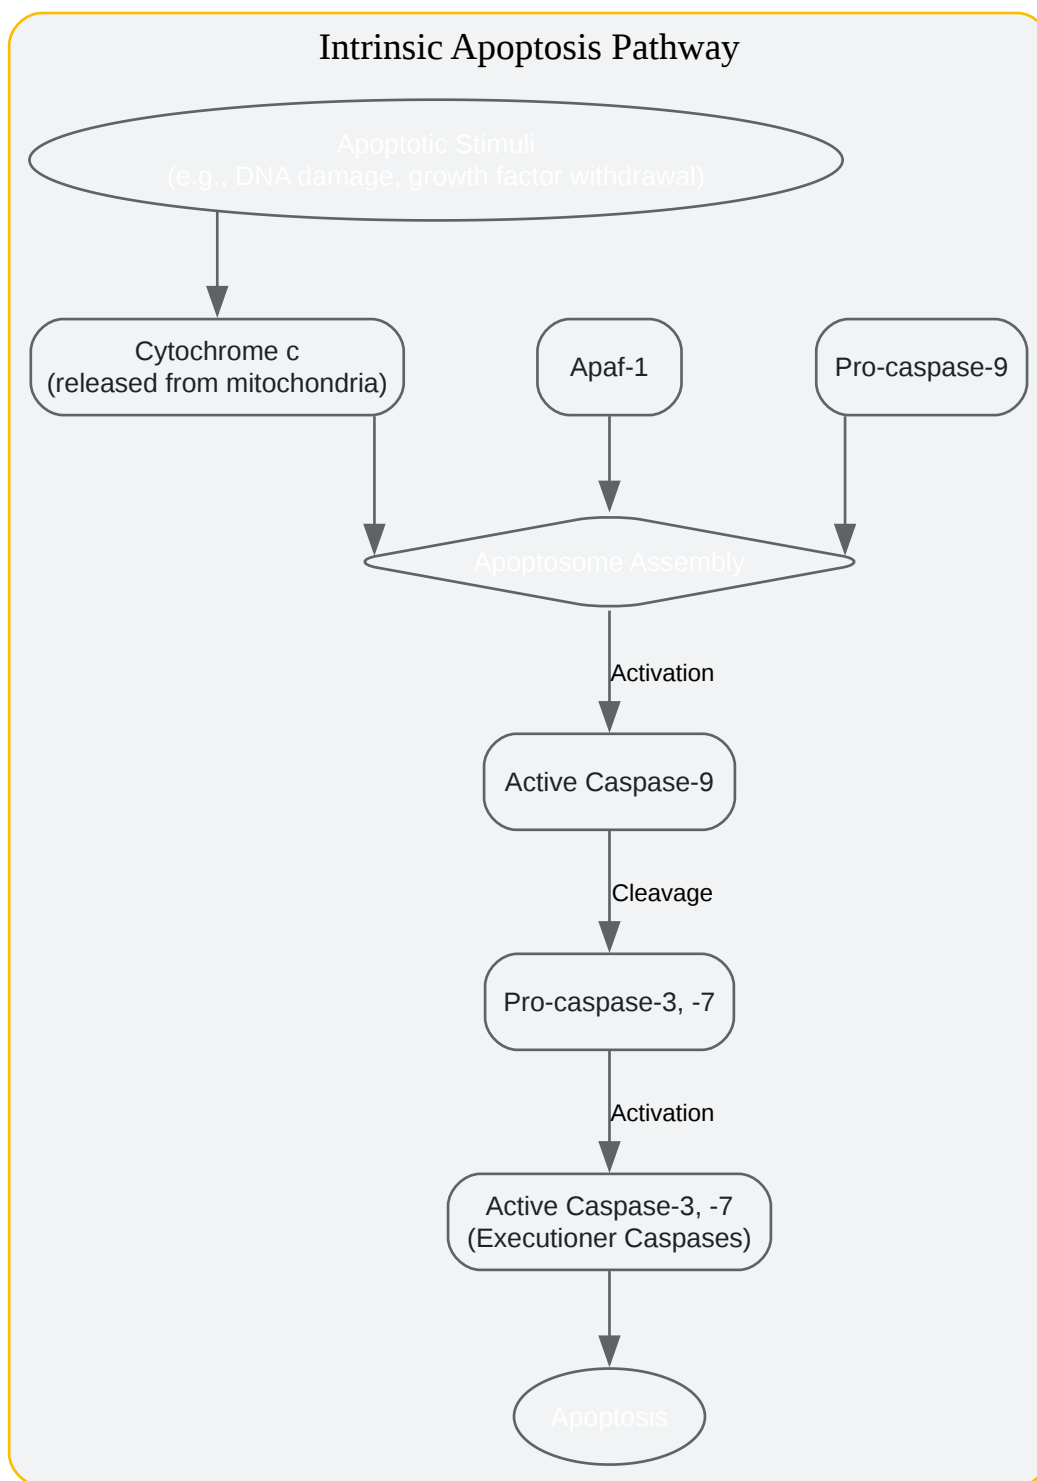 Intrinsic Apoptosis Pathway
Apoptotic Stimuli
(e.g., DNA damage, growth factor withdrawal)
Cytochrome c
(released from mitochondria)
Apaf-1
Pro-caspase-9
Apoptosome Assembly
Activation
Active Caspase-9
Cleavage
Pro-caspase-3, -7
Activation
Active Caspase-3, -7
(Executioner Caspases)
Apoptosis